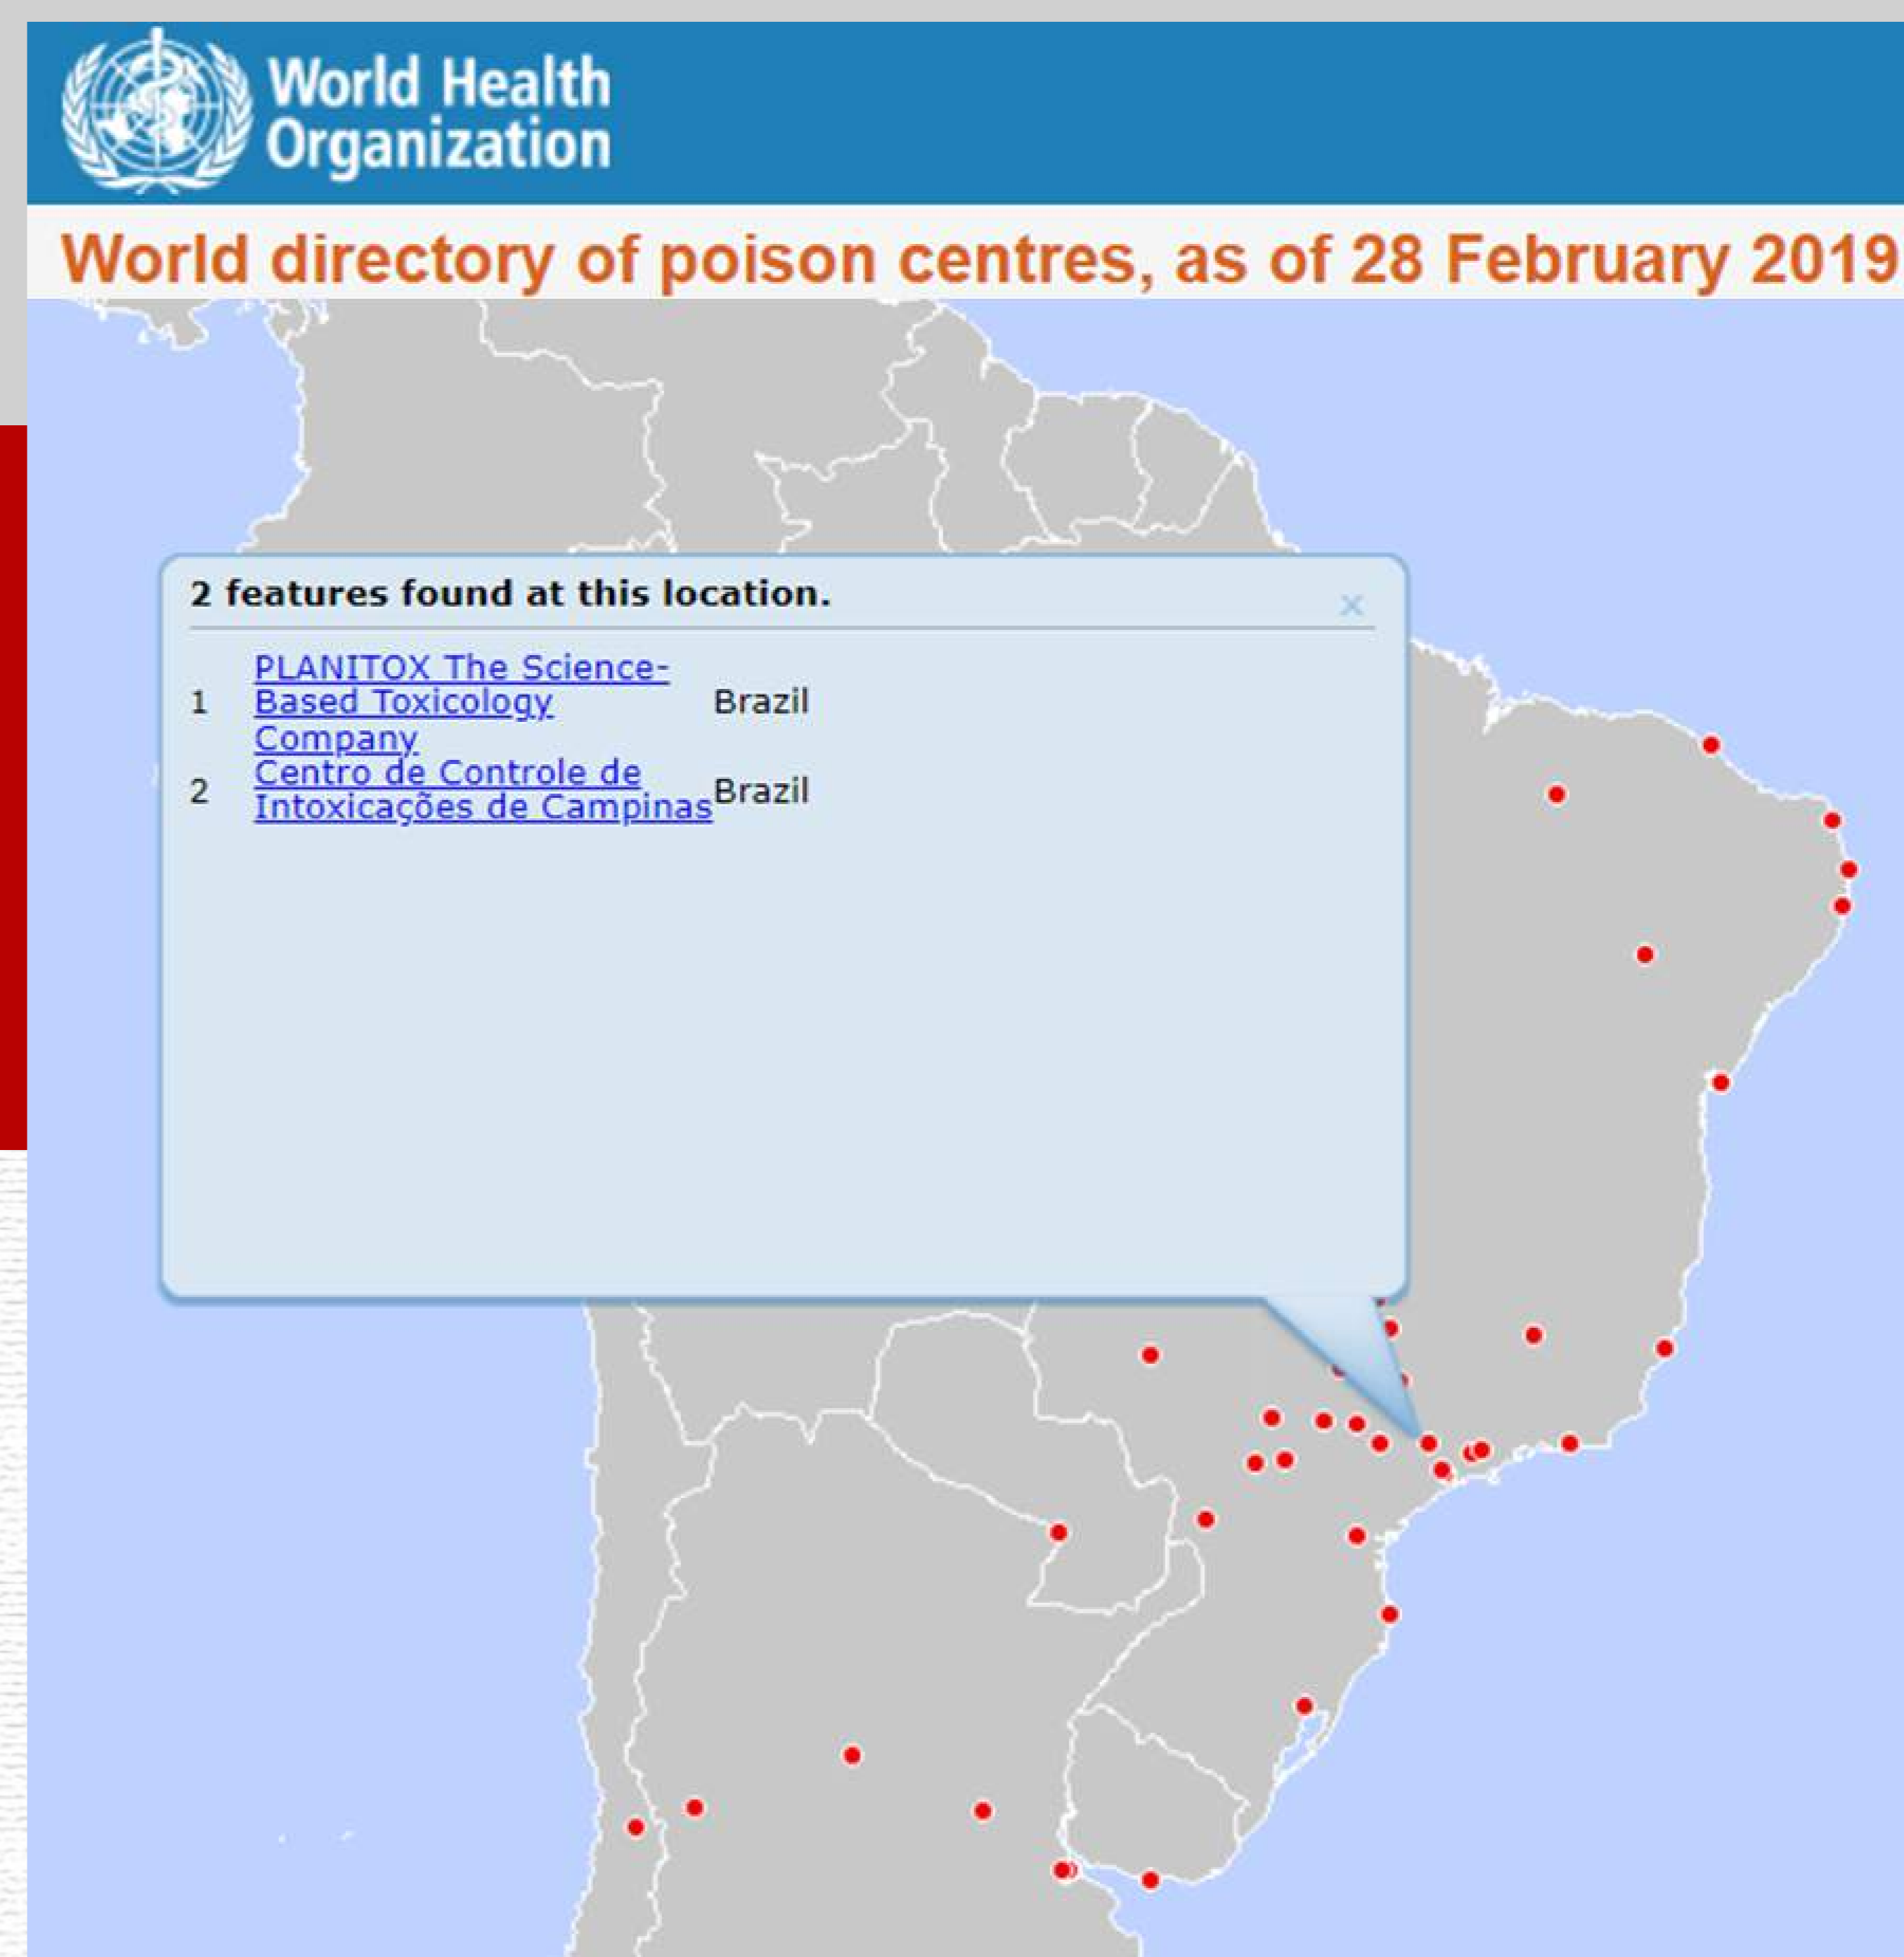 World Health
Organization
World directory of poison centres, as of 28 February 2019
2 features found at this location.
×
1 PLANITOX The Science-
Based Toxicology
Company Brazil
2 Centro de Controle de
Intoxicações de Campinas Brazil